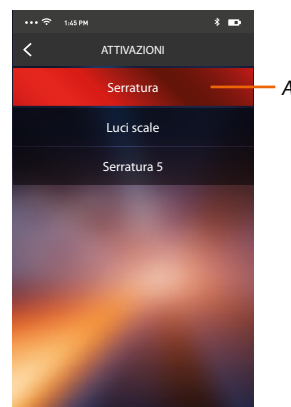 1:45 PM
ATTIVAZIONI
Serratura
A
Luci scale
Serratura 5